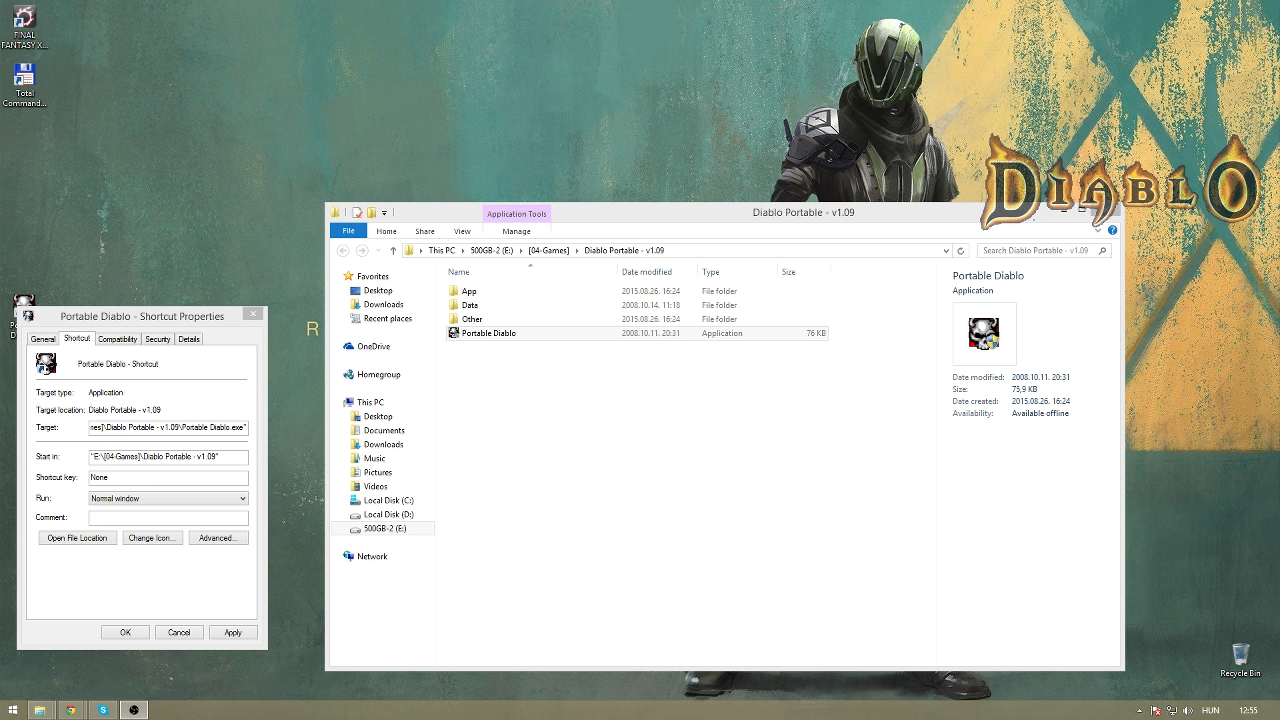 FINAL
FANTASY X...
Total
Command...
DIABLO
Application Tools
Diablo Portable - v1.09
File
Home
Share
View
Manage
This PC
500GB-2 (E:)
[04-Games]
Diablo Portable - v1.09
Search Diablo Portable - v1.09
Favorites
Desktop
Downloads
Recent places
OneDrive
Homegroup
This PC
Desktop
Documents
Downloads
Music
Pictures
Videos
Local Disk (C:)
Local Disk (D:)
500GB-2 (E:)
Network
Name
Date modified
Type
Size
App
2015.08.26. 16:24
File folder
Data
2008.10.14. 11:18
File folder
Other
2015.08.26. 16:24
File folder
Portable Diablo
2008.10.11. 20:31
Application
76 KB
Portable Diablo
Application
Date modified:
2008.10.11. 20:31
Size:
75,9 KB
Date created:
2015.08.26. 16:24
Availability:
Available offline
R
Portable Diablo - Shortcut Properties
General
Shortcut
Compatibility
Security
Details
Portable Diablo - Shortcut
Target type:
Application
Target location:
Diablo Portable - v1.09
Target:
nes]\Diablo Portable - v1.09\Portable Diablo.exe"
Start in:
"E:\[04-Games]\Diablo Portable - v1.09"
Shortcut key:
None
Run:
Normal window
Comment:
Open File Location
Change Icon...
Advanced...
OK
Cancel
Apply
Recycle Bin
HUN
12:55